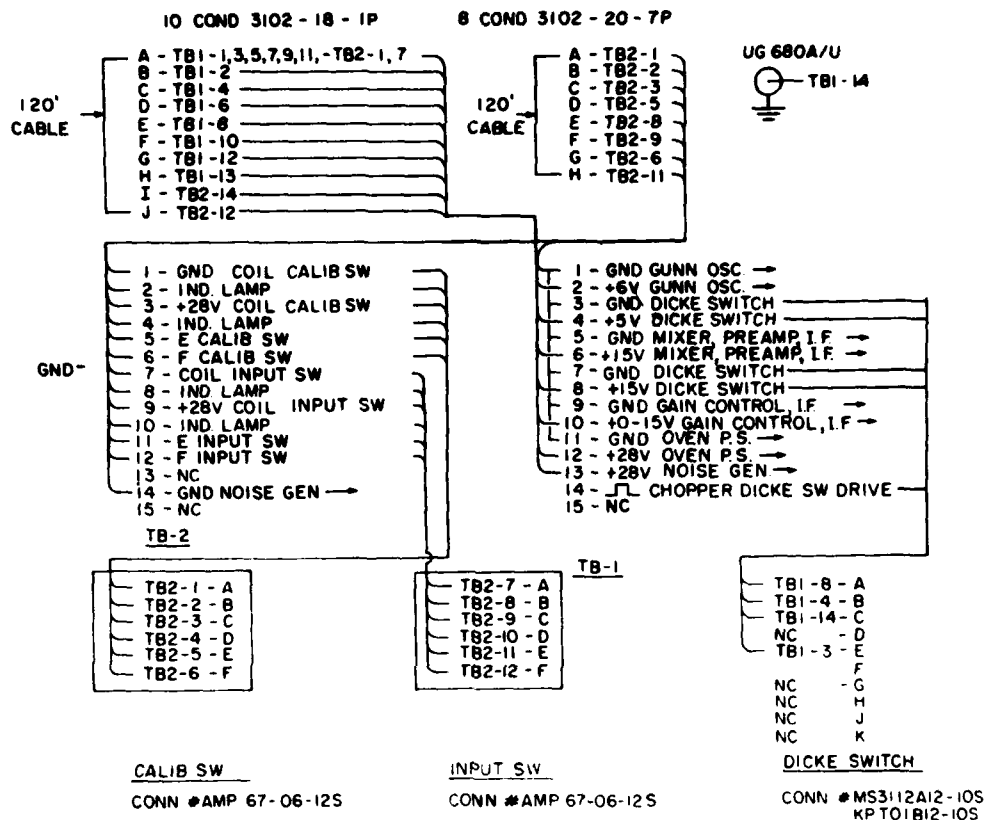 10 COND 3102 - 18 - 1P
8 COND 3102 - 20 - 7P
120' CABLE
A - TB1-1,3,5,7,9,11,-TB2-1,7
B - TB1-2
C - TB1-4
D - TB1-6
E - TB1-8
F - TB1-10
G - TB1-12
H - TB1-13
I - TB2-14
J - TB2-12
120' CABLE
A - TB2-1
B - TB2-2
C - TB2-3
D - TB2-5
E - TB2-8
F - TB2-9
G - TB2-6
H - TB2-11
UG 680A/U
TB1-14
GND-
1 - GND COIL CALIB SW
2 - IND. LAMP
3 - +28V COIL CALIB SW
4 - IND. LAMP
5 - E CALIB SW
6 - F CALIB SW
7 - COIL INPUT SW
8 - IND. LAMP
9 - +28V COIL INPUT SW
10 - IND. LAMP
11 - E INPUT SW
12 - F INPUT SW
13 - NC
14 - GND NOISE GEN
15 - NC
TB-2
1 - GND GUNN OSC.
2 - +6V GUNN OSC.
3 - GND DICKE SWITCH
4 - +5V DICKE SWITCH
5 - GND MIXER, PREAMP, I.F.
6 - +15V MIXER, PREAMP, I.F.
7 - GND DICKE SWITCH
8 - +15V DICKE SWITCH
9 - GND GAIN CONTROL, I.F.
10 - +0-15V GAIN CONTROL, I.F
11 - GND OVEN P.S.
12 - +28V OVEN P.S.
13 - +28V NOISE GEN
14 - CHOPPER DICKE SW DRIVE
15 - NC
TB-1
TB2-1 - A
TB2-2 - B
TB2-3 - C
TB2-4 - D
TB2-5 - E
TB2-6 - F
CALIB SW
CONN #AMP 67-06-12S
TB2-7 - A
TB2-8 - B
TB2-9 - C
TB2-10 - D
TB2-11 - E
TB2-12 - F
INPUT SW
CONN #AMP 67-06-12S
TB1-8 - A
TB1-4 - B
TB1-14 - C
NC - D
TB1-3 - E
F
NC - G
NC H
NC J
NC K
DICKE SWITCH
CONN #MS3112A12-10S
KPT01B12-10S